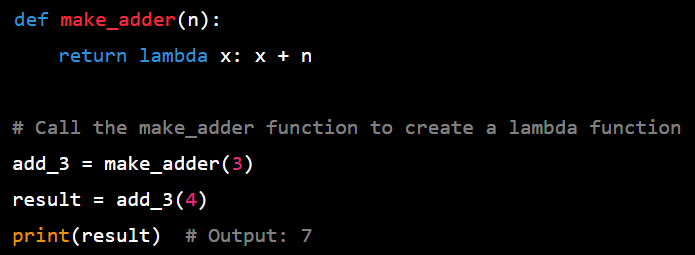 def make_adder(n):
    return lambda x: x + n

# Call the make_adder function to create a lambda function
add_3 = make_adder(3)
result = add_3(4)
print(result)  # Output: 7